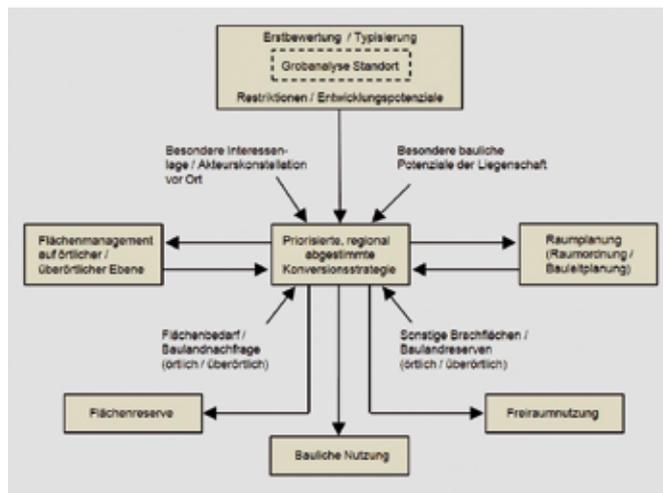 Erstbewertung / Typisierung
Grobanalyse Standort
Restriktionen / Entwicklungspotenziale
Besondere Interessen-
lage / Akteurskonstellation
vor Ort
Besondere bauliche
Potenziale der Liegenschaft
Flächenmanagement
auf örtlicher /
überörtlicher Ebene
Priorisierte, regional
abgestimmte
Konversionsstrategie
Raumplanung
(Raumordnung /
Bauleitplanung)
Flächenbedarf /
Baulandnachfrage
(örtlich / überörtlich)
Sonstige Brachflächen /
Baulandreserven
(örtlich / überörtlich)
Flächenreserve
Freiraumnutzung
Bauliche Nutzung